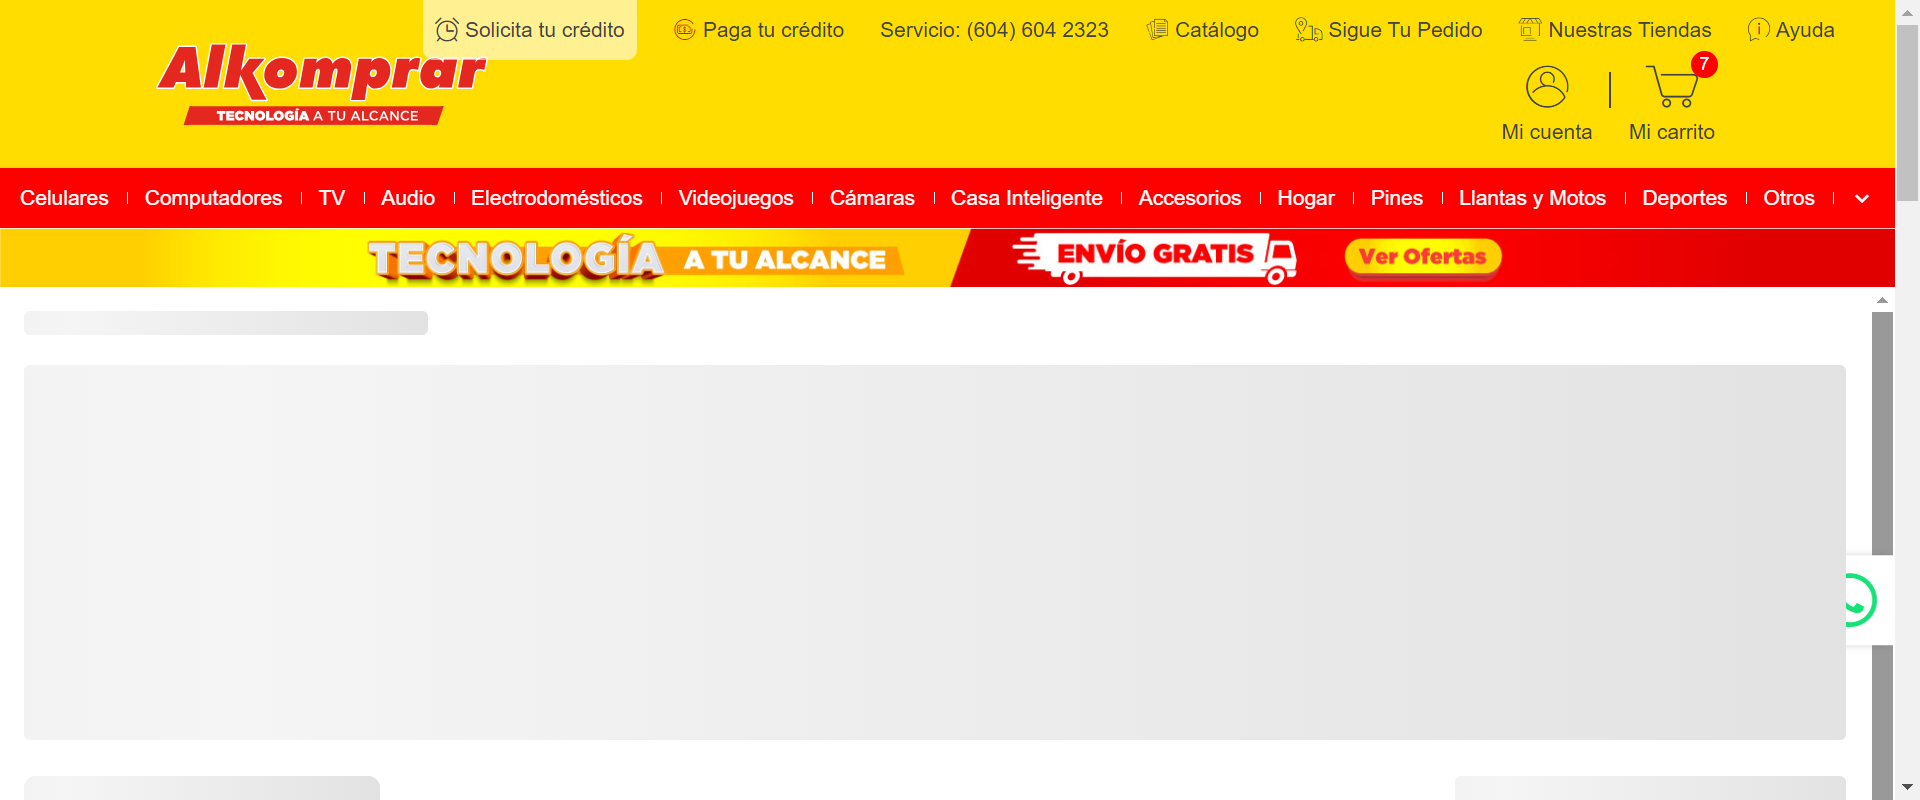 Solicita tu crédito
Paga tu crédito
Servicio: (604) 604 2323
Catálogo
Sigue Tu Pedido
Nuestras Tiendas
Ayuda
Alkomprar
TECNOLOGÍA A TU ALCANCE
7
Mi cuenta
Mi carrito
Celulares
Computadores
TV
Audio
Electrodomésticos
Videojuegos
Cámaras
Casa Inteligente
Accesorios
Hogar
Pines
Llantas y Motos
Deportes
Otros
TECNOLOGÍA A TU ALCANCE
ENVÍO GRATIS
Ver Ofertas